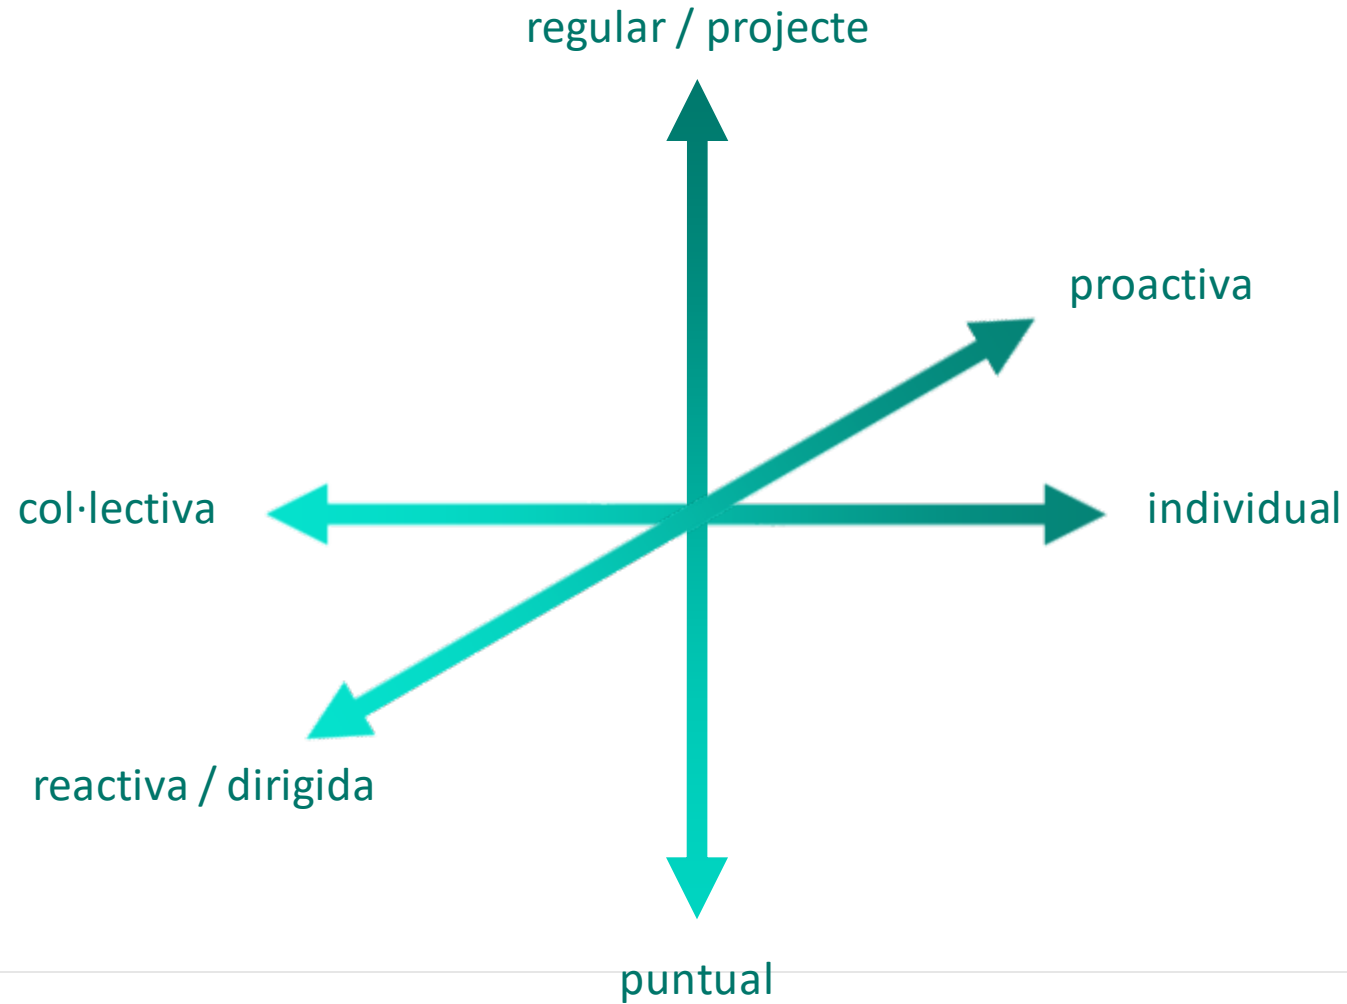 regular / projecte
proactiva
col·lectiva
individual
reactiva / dirigida
puntual